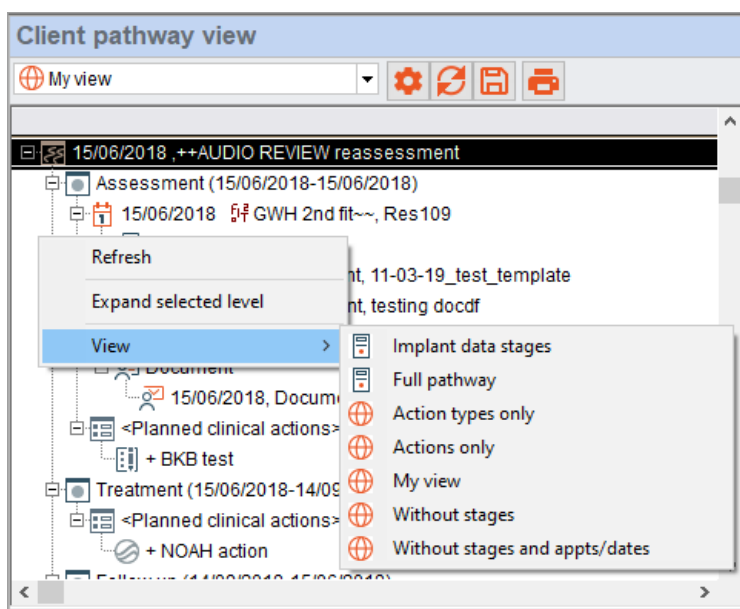 Client pathway view
My view
15/06/2018 ,++AUDIO REVIEW reassessment
Assessment (15/06/2018-15/06/2018)
15/06/2018 GWH 2nd fit~~, Res109
Refresh
nt, 11-03-19_test_template
Expand selected level
nt, testing docdf
View
Implant data stages
Document
Full pathway
15/06/2018, Docume
Action types only
<Planned clinical actions>
Actions only
+ BKB test
My view
Treatment (15/06/2018-14/09
Without stages
<Planned clinical actions>
+ NOAH action
Without stages and appts/dates